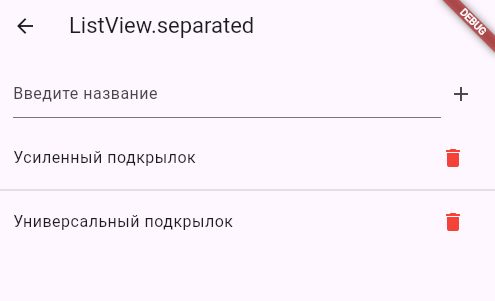 ListView.separated
DEBUG
Введите название
Усиленный подкрылок
Универсальный подкрылок